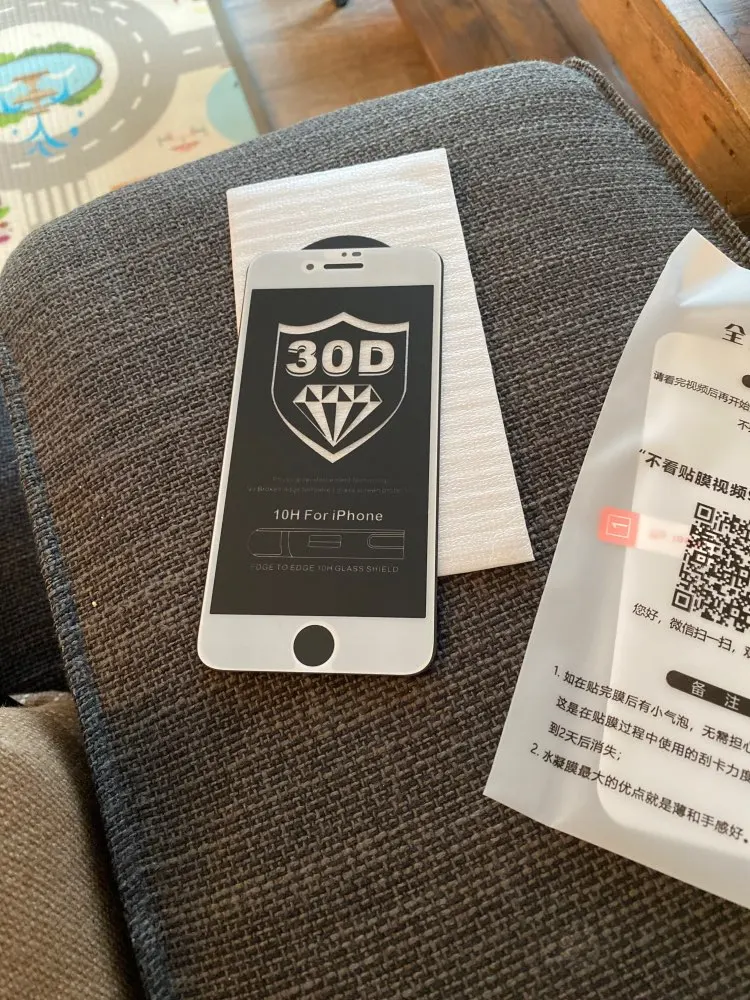 30D
10H For iPhone
EDGE TO EDGE 10H GLASS SHIELD
全
请看完视频后再开始
不
“不看贴膜视频
1
您好，微信扫一扫，观
备 注
1. 如在贴完膜后有小气泡，无需担心
这是在贴膜过程中使用的刮卡力度
到2天后消失；
2. 水凝膜最大的优点就是薄和手感好。